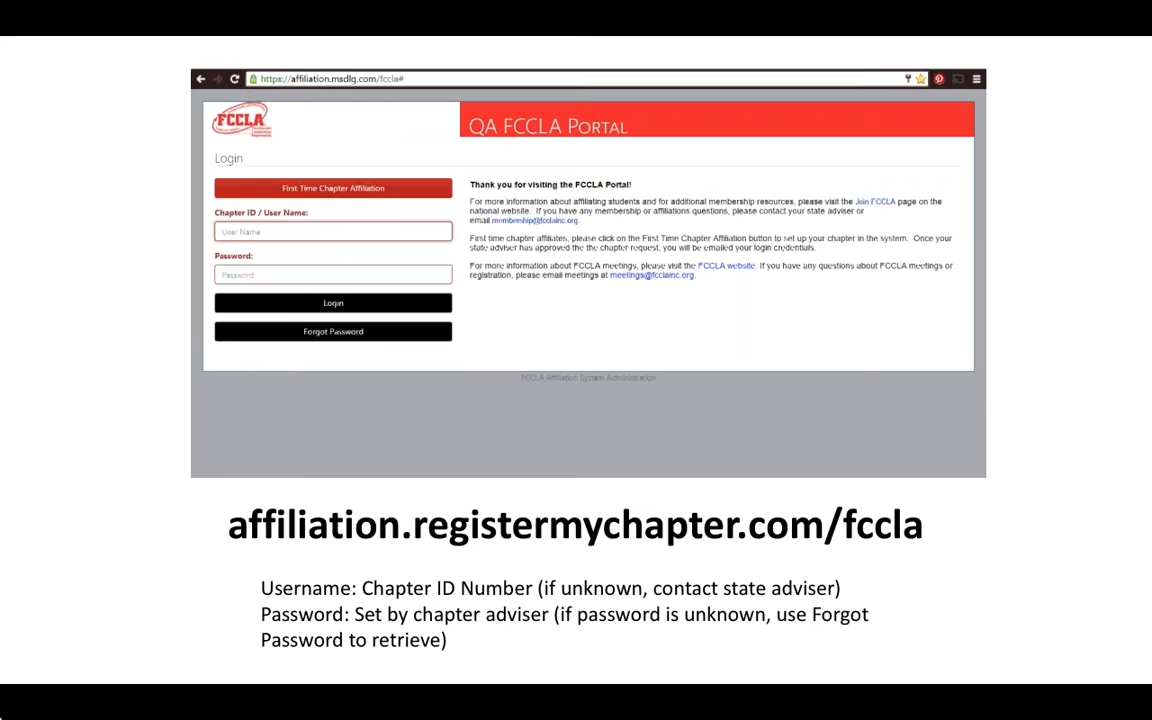 https://affiliation.msdlg.com/fccla#
FCCLA
QA FCCLA PORTAL
Login
First Time Chapter Affiliation
Chapter ID / User Name:
User Name
Password:
Password
Login
Forgot Password
Thank you for visiting the FCCLA Portal!
For more information about affiliating students and for additional membership resources, please visit the Join FCCLA page on the
national website. If you have any membership or affiliations questions, please contact your state adviser or
email membership@fcclainc.org.
First time chapter affiliates, please click on the First Time Chapter Affiliation button to set up your chapter in the system. Once your
state adviser has approved the the chapter request, you will be emailed your login credentials.
For more information about FCCLA meetings, please visit the FCCLA website. If you have any questions about FCCLA meetings or
registration, please email meetings at meetings@fcclainc.org.
FCCLA Affiliation System Administration
affiliation.registermychapter.com/fccla
Username: Chapter ID Number (if unknown, contact state adviser)
Password: Set by chapter adviser (if password is unknown, use Forgot
Password to retrieve)